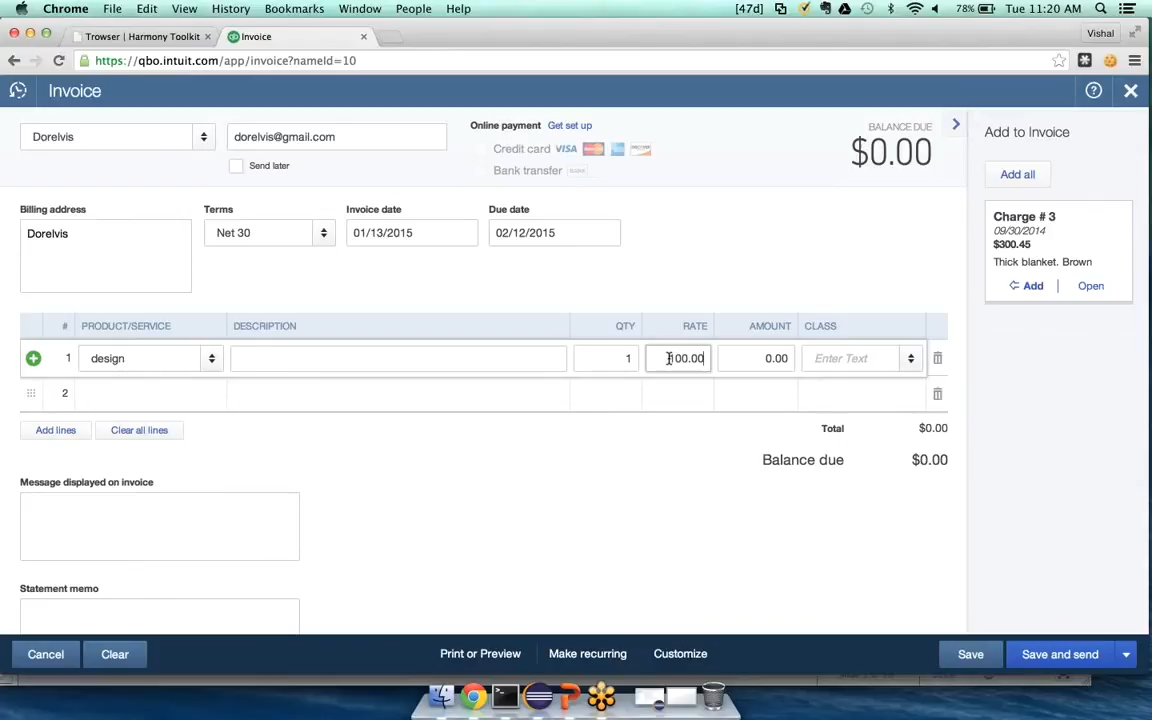 Chrome File Edit View History Bookmarks Window People Help [47d] 78% Tue 11:20 AM
Trowser | Harmony Toolkit Invoice Vishal
https://qbo.intuit.com/app/invoice?nameId=10
Invoice
Dorelvis dorelvis@gmail.com Online payment Get set up BALANCE DUE Add to Invoice
Send later Credit card VISA $0.00
Bank transfer Add all
Billing address Terms Invoice date Due date
Dorelvis Net 30 01/13/2015 02/12/2015
Charge # 3
09/30/2014
$300.45
Thick blanket. Brown
Add Open
# PRODUCT/SERVICE DESCRIPTION QTY RATE AMOUNT CLASS
1 design 1 100.00 0.00 Enter Text
2
Add lines Clear all lines Total $0.00
Balance due $0.00
Message displayed on invoice
Statement memo
Cancel Clear Print or Preview Make recurring Customize Save Save and send